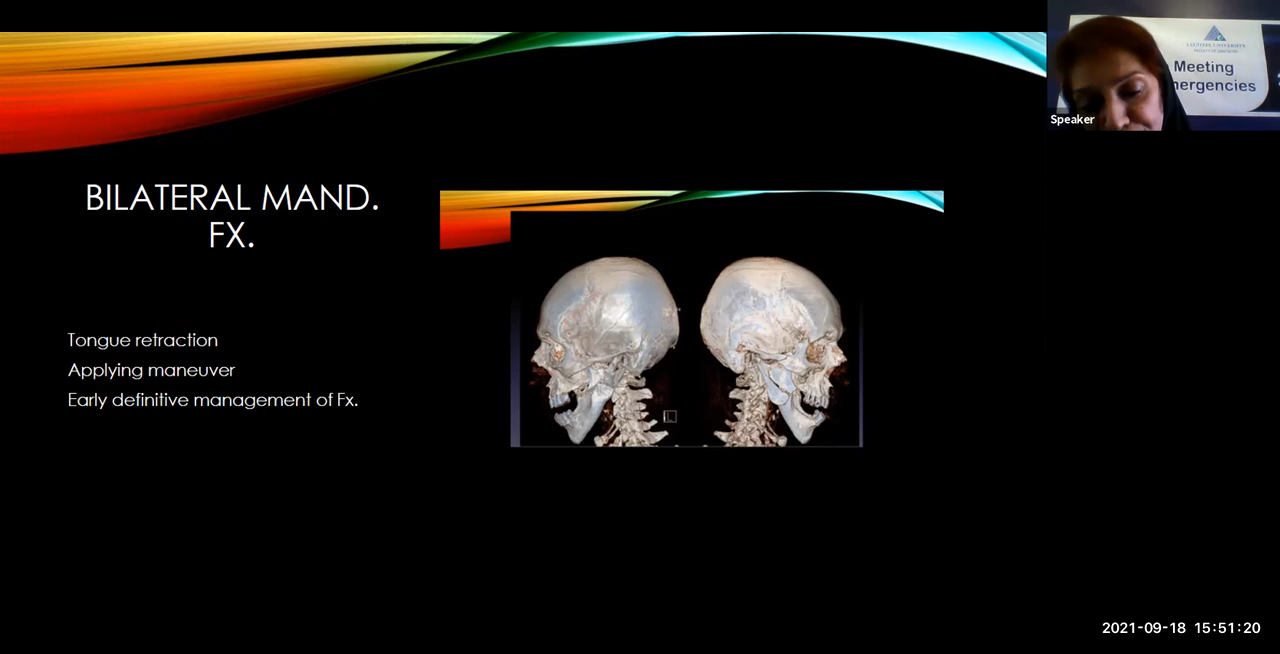 Meeting
Speaker
BILATERAL MAND.
FX.
Tongue retraction
Applying maneuver
Early definitive management of Fx.
L
2021-09-18 15:51:20